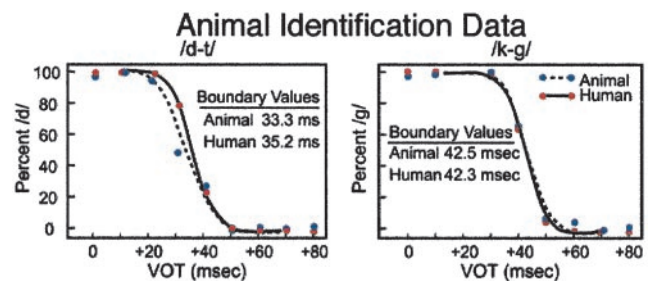 Animal Identification Data
/d-t/
Percent /d/
100
80
60
40
20
0
Boundary Values
Animal 33.3 ms
Human 35.2 ms
0
+20
+40
+60
+80
VOT (msec)
/k-g/
Percent /g/
Animal
Human
Boundary Values
Animal 42.5 msec
Human 42.3 msec
0
+20
+40
+60
+80
VOT (msec)